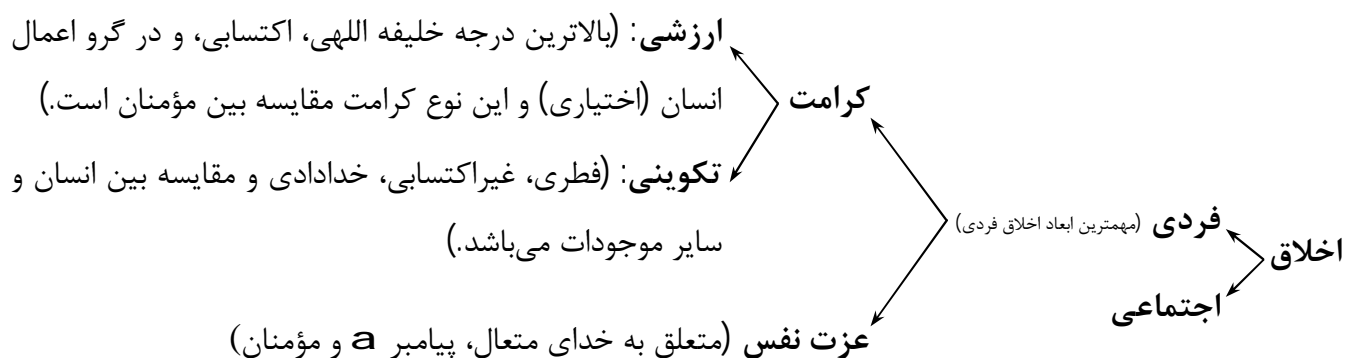 اخلاق
فردی (مهمترین ابعاد اخلاق فردی)
کرامت
ارزشی: (بالاترین درجه خلیفه اللهی، اکتسابی، و در گرو اعمال
انسان (اختیاری) و این نوع کرامت مقایسه بین مؤمنان است.)
تکوینی: (فطری، غیراکتسابی، خدادادی و مقایسه بین انسان و
سایر موجودات می‌باشد.)
عزت نفس (متعلق به خدای متعال، پیامبر a و مؤمنان)
اجتماعی